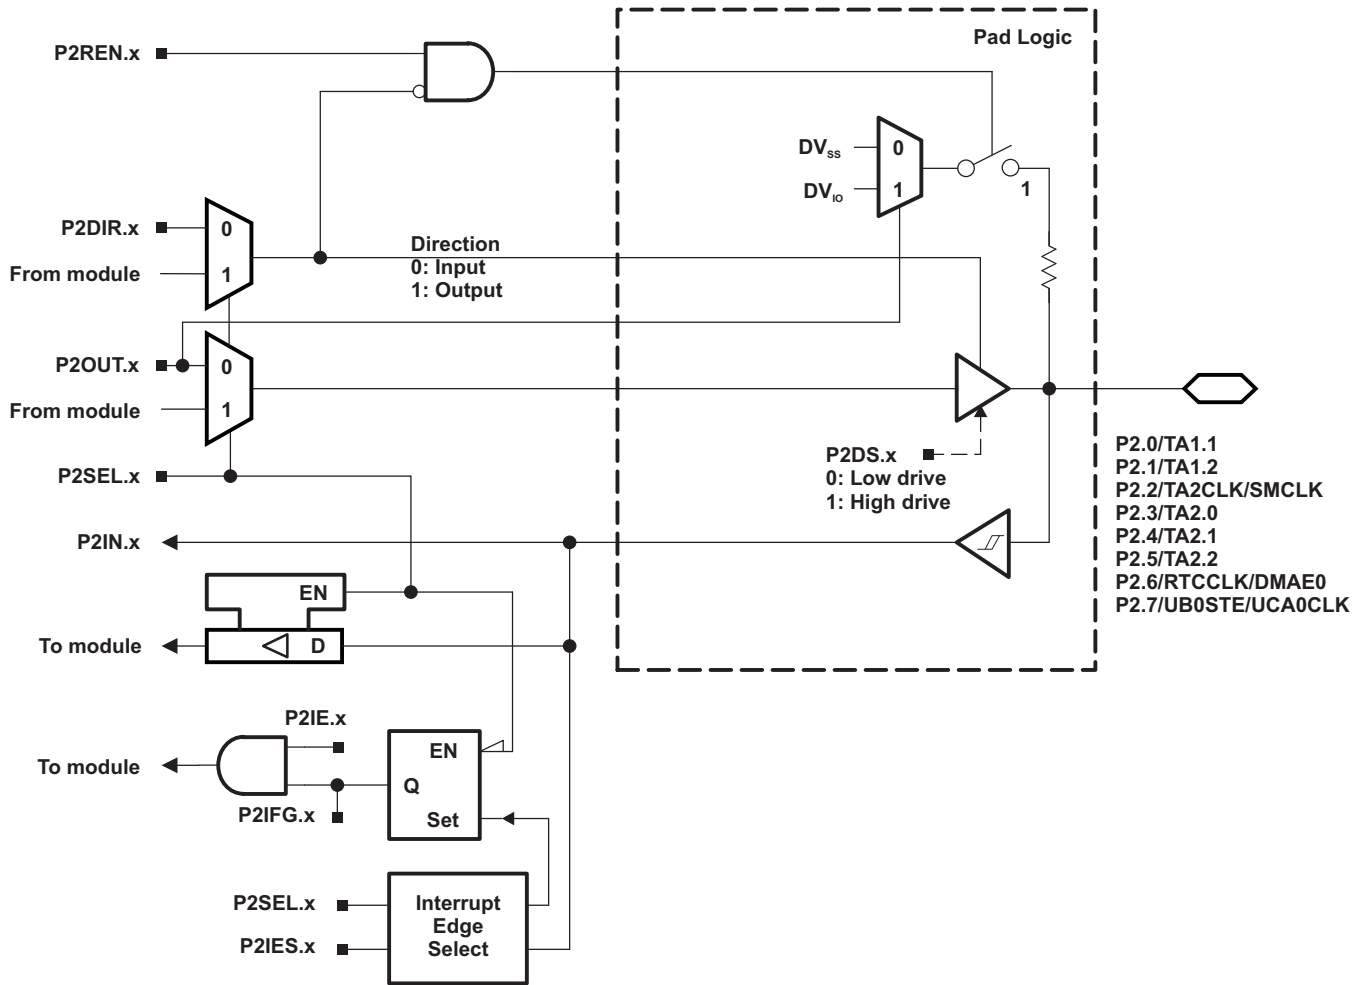 P2REN.x
Pad Logic
DVSS
0
DVIO
1
1
P2DIR.x
0
From module
1
Direction
0: Input
1: Output
P2OUT.x
0
From module
1
P2SEL.x
P2DS.x
0: Low drive
1: High drive
P2.0/TA1.1
P2.1/TA1.2
P2.2/TA2CLK/SMCLK
P2.3/TA2.0
P2.4/TA2.1
P2.5/TA2.2
P2.6/RTCCLK/DMAE0
P2.7/UB0STE/UCA0CLK
P2IN.x
EN
To module
D
P2IE.x
EN
To module
Q
P2IFG.x
Set
P2SEL.x
P2IES.x
Interrupt
Edge
Select